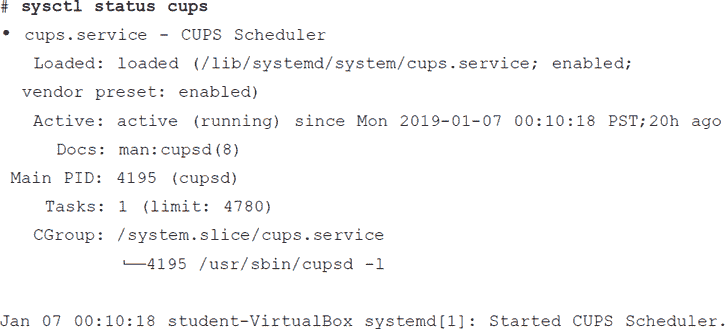 # sysctl status cups
• cups.service - CUPS Scheduler
Loaded: loaded (/lib/systemd/system/cups.service; enabled;
vendor preset: enabled)
Active: active (running) since Mon 2019-01-07 00:10:18 PST;20h ago
Docs: man:cupsd(8)
Main PID: 4195 (cupsd)
Tasks: 1 (limit: 4780)
CGroup: /system.slice/cups.service
└─4195 /usr/sbin/cupsd -l
Jan 07 00:10:18 student-VirtualBox systemd[1]: Started CUPS Scheduler.